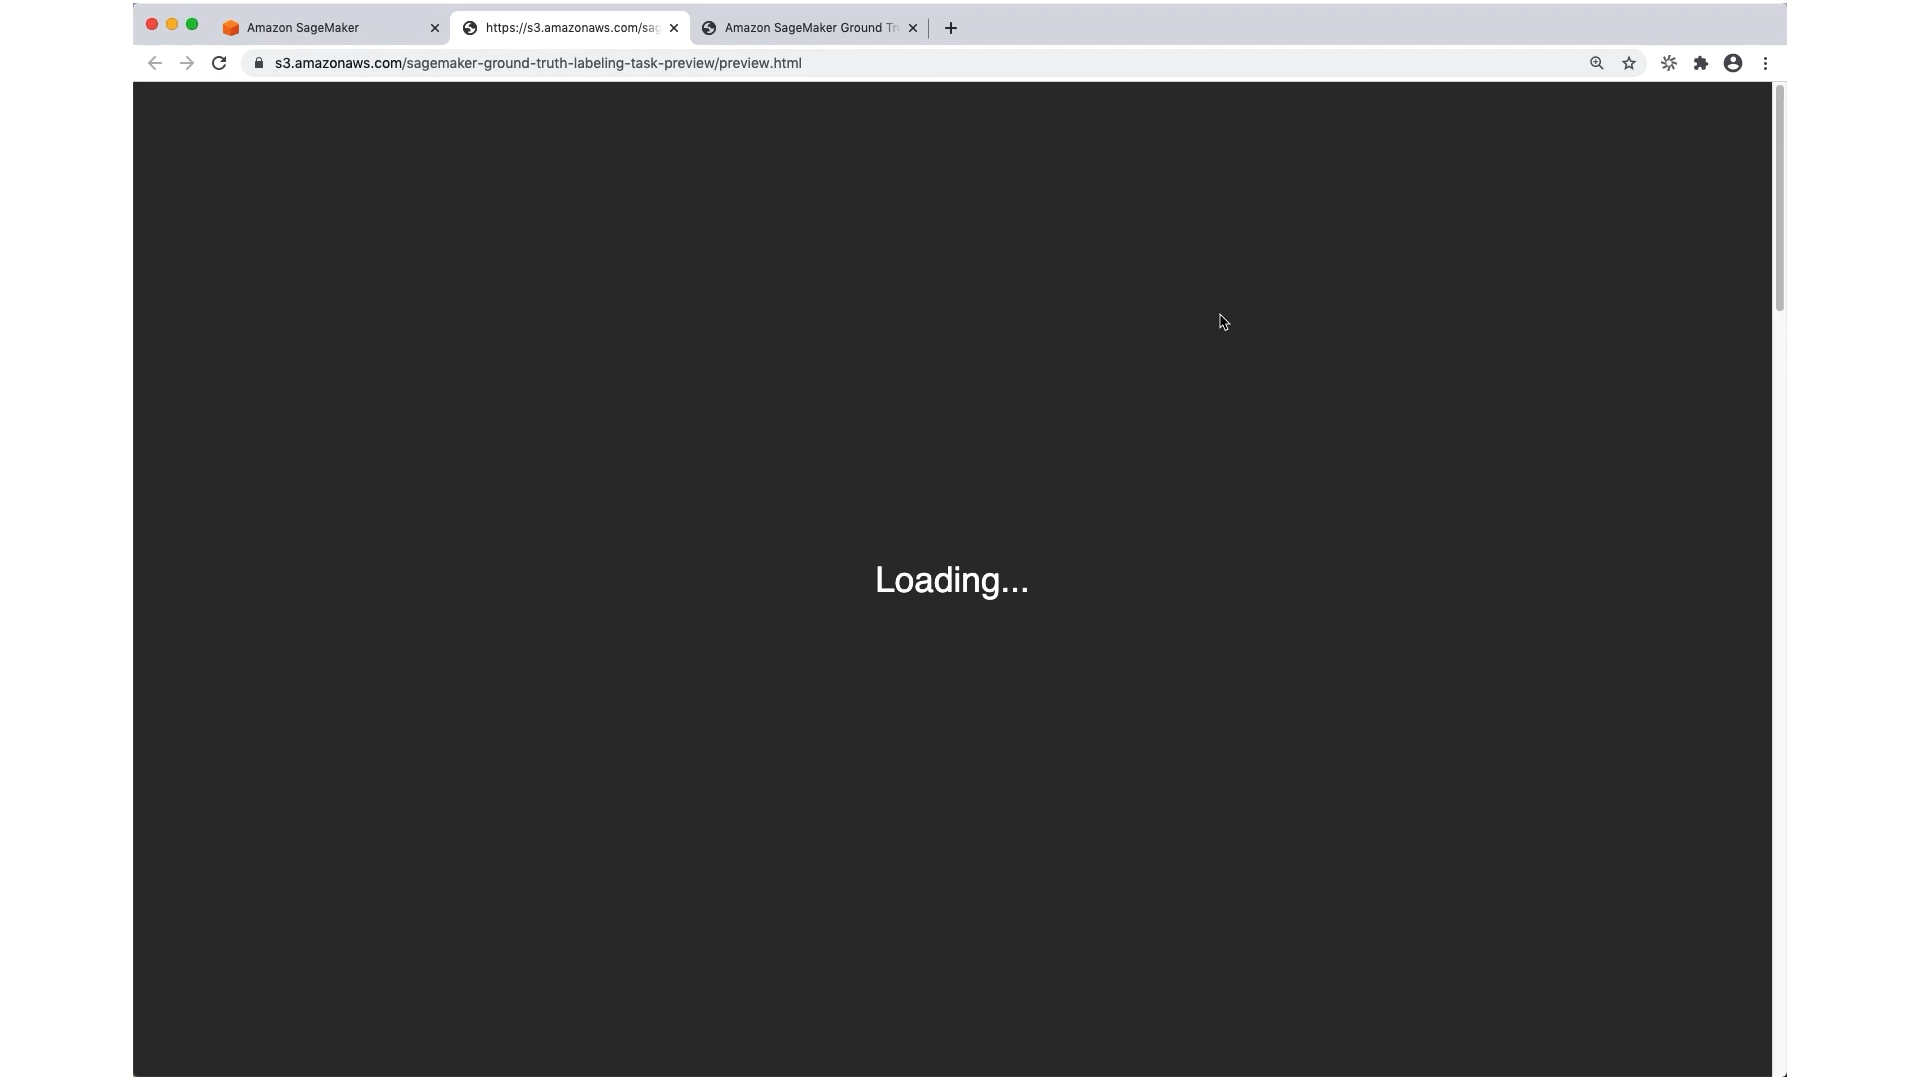 Amazon SageMaker
https://s3.amazonaws.com/sag
Amazon SageMaker Ground Tr
s3.amazonaws.com/sagemaker-ground-truth-labeling-task-preview/preview.html
Loading...